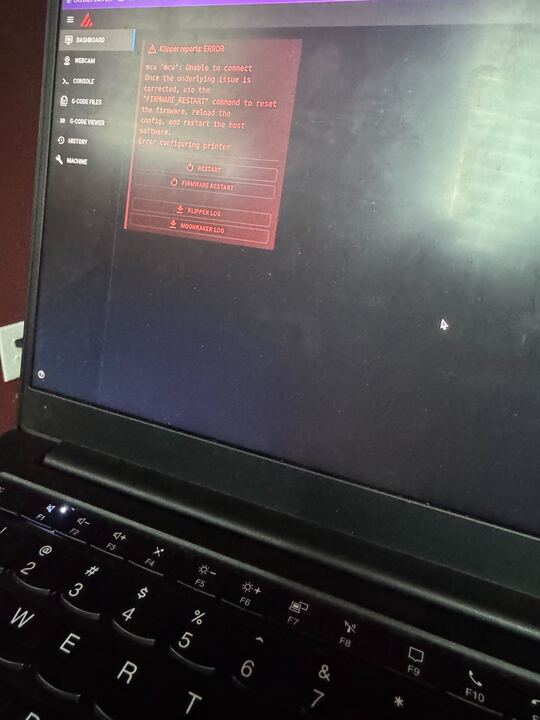 DASHBOARD
WEBCAM
CONSOLE
G-CODE FILES
G-CODE VIEWER
HISTORY
MACHINE
Klipper reports: ERROR
mcu 'mcu': Unable to connect
Once the underlying issue is
corrected, use the
"FIRMWARE_RESTART" command to reset
the firmware, reload the
config, and restart the host
software.
Error configuring printer
RESTART
FIRMWARE RESTART
KLIPPER LOG
MOONRAKER LOG
F1
F2
F3
F4
F5
F6
F7
F8
F9
F10
@
2
#
3
$
4
%
5
^
6
&
7
*
W
E
R
T